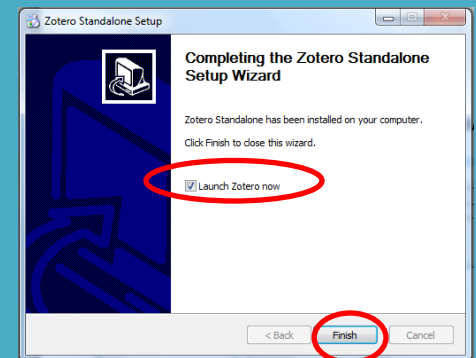 Zotero Standalone Setup
Completing the Zotero Standalone
Setup Wizard
Zotero Standalone has been installed on your computer.
Click Finish to close this wizard.
Launch Zotero now
< Back
Finish
Cancel